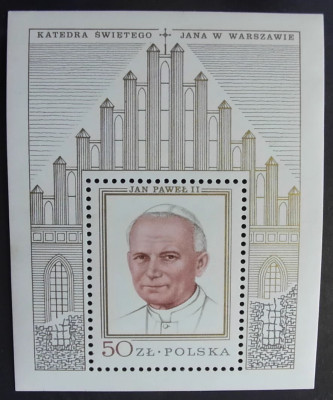 KATEDRA ŚWIĘTEGO JANA W WARSZAWIE
JAN PAWEŁ II
50 ZŁ · POLSKA